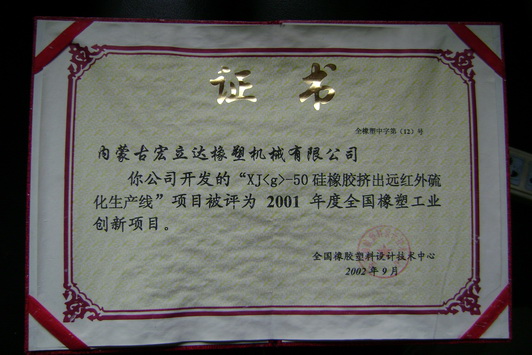 证书
全橡塑中字第（12）号
内蒙古宏立达橡塑机械有限公司
你公司开发的“XJ<g>-50硅橡胶挤出远红外硫
化生产线”项目被评为 2001 年度全国橡塑工业
创新项目。
全国橡胶塑料设计技术中心
2002 年 9 月